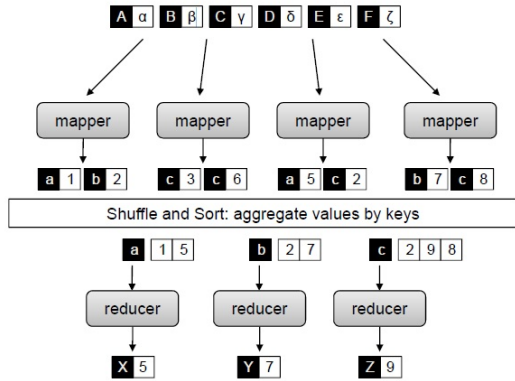 A α B β C γ D δ E ε F ζ
mapper mapper mapper mapper
a 1 b 2 c 3 c 6 a 5 c 2 b 7 c 8
Shuffle and Sort: aggregate values by keys
a 1 5 b 2 7 c 2 9 8
reducer reducer reducer
X 5 Y 7 Z 9